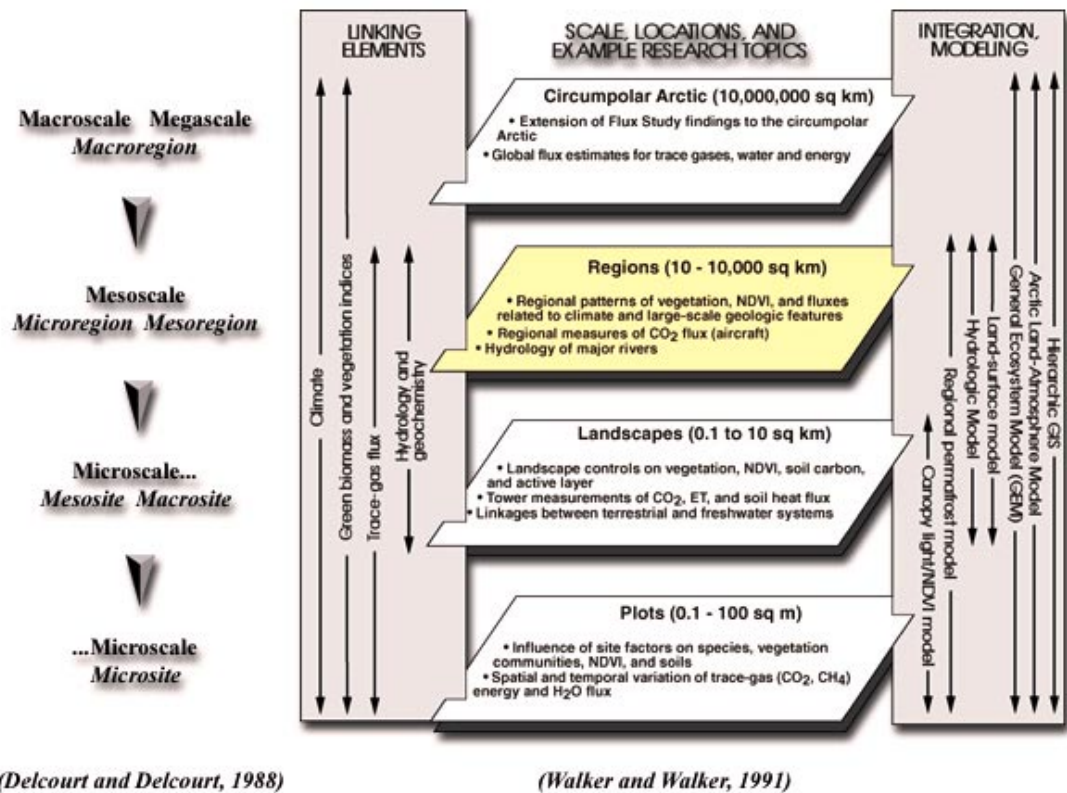 LINKING
ELEMENTS
SCALE, LOCATIONS, AND
EXAMPLE RESEARCH TOPICS
INTEGRATION,
MODELING
Macroscale Megascale
Macroregion
Mesoscale
Microregion Mesoregion
Microscale...
Mesosite Macrosite
...Microscale
Microsite
Climate
Green biomass and vegetation indices
Trace-gas flux
Hydrology and
geochemistry
Circumpolar Arctic (10,000,000 sq km)
• Extension of Flux Study findings to the circumpolar
Arctic
• Global flux estimates for trace gases, water and energy
Regions (10 - 10,000 sq km)
• Regional patterns of vegetation, NDVI, and fluxes
related to climate and large-scale geologic features
• Regional measures of CO2 flux (aircraft)
• Hydrology of major rivers
Landscapes (0.1 to 10 sq km)
• Landscape controls on vegetation, NDVI, soil carbon,
and active layer
• Tower measurements of CO2, ET, and soil heat flux
• Linkages between terrestrial and freshwater systems
Plots (0.1 - 100 sq m)
• Influence of site factors on species, vegetation
communities, NDVI, and soils
• Spatial and temporal variation of trace-gas (CO2, CH4)
energy and H2O flux
Canopy light/NDVI model
Regional permafrost model
Hydrologic Model
Land-surface model
General Ecosystem Model (GEM)
Arctic Land-Atmosphere Model
Hierarchic GIS
(Delcourt and Delcourt, 1988)
(Walker and Walker, 1991)